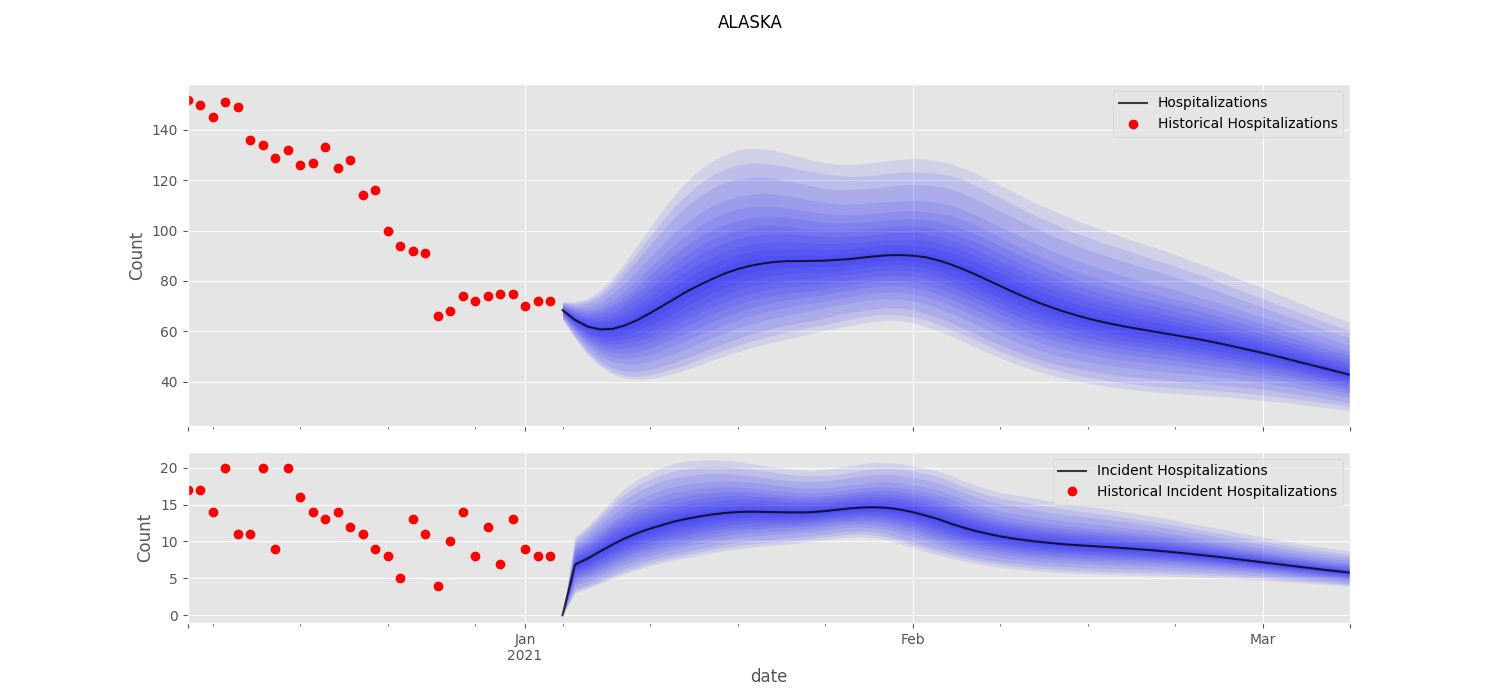 ALASKA
Hospitalizations
Historical Hospitalizations
Count
140
120
100
80
60
40
Incident Hospitalizations
Historical Incident Hospitalizations
Count
20
15
10
5
0
Jan
2021
Feb
Mar
date